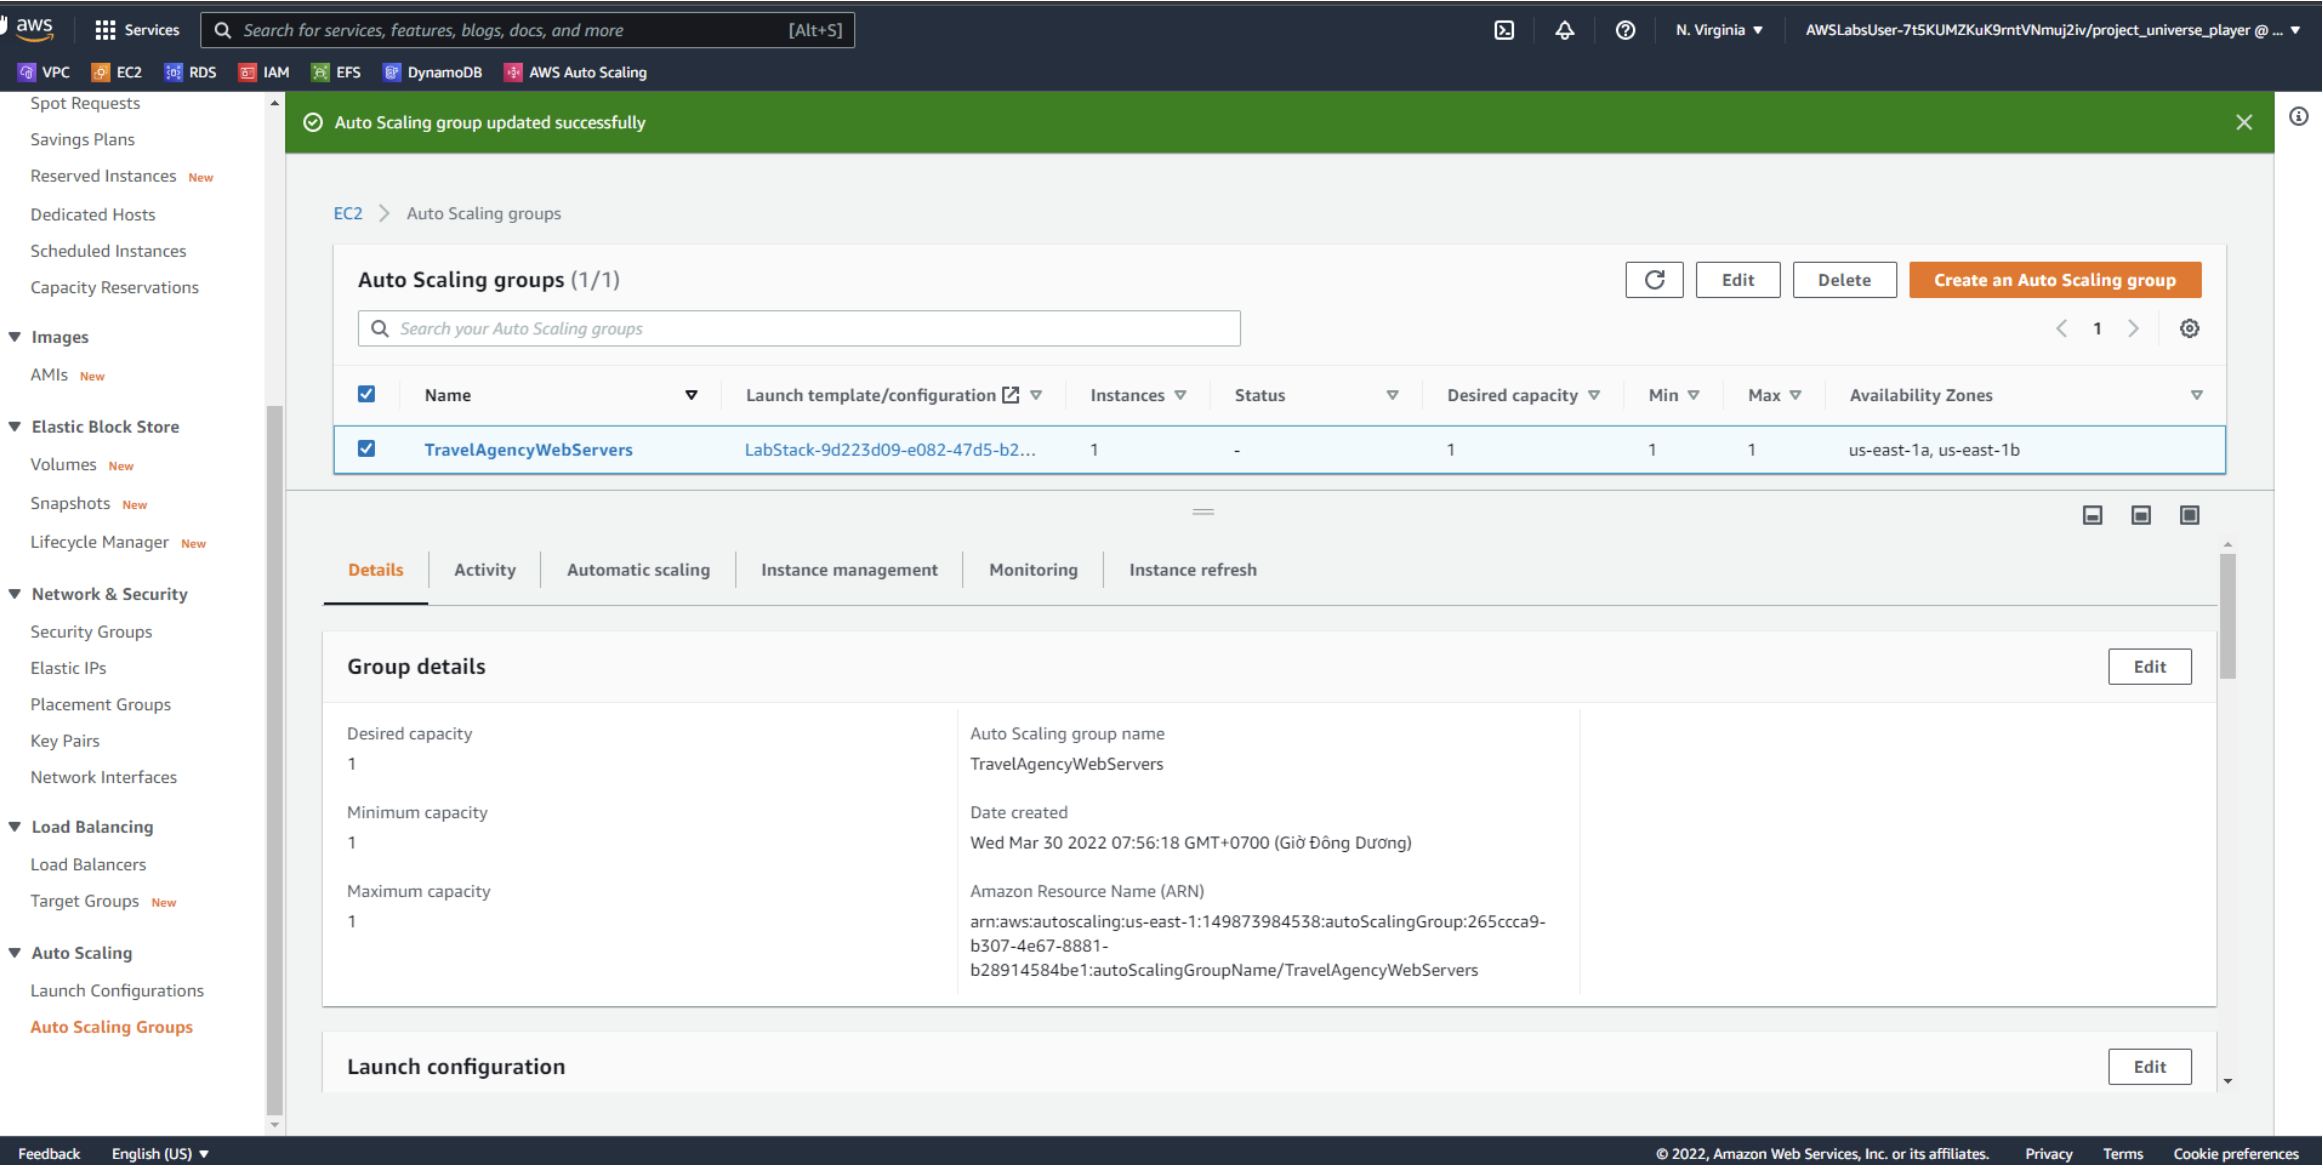 aws Services Search for services, features, blogs, docs, and more [Alt+S] N. Virginia ▼ AWSLabsUser-7t5KUMZKuK9rntVNmuj2iv/project_universe_player @ ... ▼
VPC EC2 RDS IAM EFS DynamoDB AWS Auto Scaling
Spot Requests
Savings Plans
Reserved Instances New
Dedicated Hosts
Scheduled Instances
Capacity Reservations
Images
AMIs New
Elastic Block Store
Volumes New
Snapshots New
Lifecycle Manager New
Network & Security
Security Groups
Elastic IPs
Placement Groups
Key Pairs
Network Interfaces
Load Balancing
Load Balancers
Target Groups New
Auto Scaling
Launch Configurations
Auto Scaling Groups
Auto Scaling group updated successfully
EC2 > Auto Scaling groups
Auto Scaling groups (1/1) Edit Delete Create an Auto Scaling group
Search your Auto Scaling groups < 1 >
Name Launch template/configuration Instances Status Desired capacity Min Max Availability Zones
TravelAgencyWebServers LabStack-9d223d09-e082-47d5-b2... 1 - 1 1 1 us-east-1a, us-east-1b
Details Activity Automatic scaling Instance management Monitoring Instance refresh
Group details Edit
Desired capacity
1
Minimum capacity
1
Maximum capacity
1
Auto Scaling group name
TravelAgencyWebServers
Date created
Wed Mar 30 2022 07:56:18 GMT+0700 (Giờ Đông Dương)
Amazon Resource Name (ARN)
arn:aws:autoscaling:us-east-1:149873984538:autoScalingGroup:265ccca9-
b307-4e67-8881-
b28914584be1:autoScalingGroupName/TravelAgencyWebServers
Launch configuration Edit
Feedback English (US) ▼ © 2022, Amazon Web Services, Inc. or its affiliates. Privacy Terms Cookie preferences